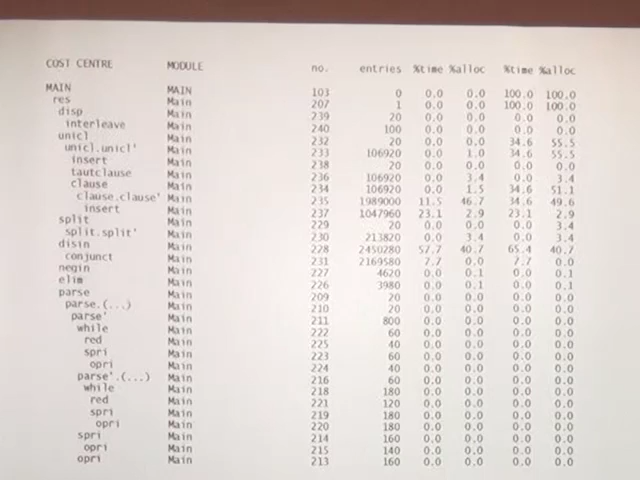 COST CENTRE MODULE no. entries %time %alloc %time %alloc
MAIN MAIN 103 0 0.0 0.0 100.0 100.0
res Main 207 1 0.0 0.0 100.0 100.0
disp Main 239 20 0.0 0.0 0.0 0.0
interleave Main 240 100 0.0 0.0 0.0 0.0
unicl Main 232 20 0.0 0.0 34.6 55.5
unicl.unicl' Main 233 106920 0.0 1.0 34.6 55.5
insert Main 238 20 0.0 0.0 0.0 0.0
tautclause Main 236 106920 0.0 3.4 0.0 3.4
clause Main 234 106920 0.0 1.5 34.6 51.1
clause.clause' Main 235 1989000 11.5 46.7 34.6 49.6
insert Main 237 1047960 23.1 2.9 23.1 2.9
split Main 229 20 0.0 0.0 0.0 3.4
split.split' Main 230 213820 0.0 3.4 0.0 3.4
disin Main 228 2450280 57.7 40.7 65.4 40.7
conjunct Main 231 2169580 7.7 0.0 7.7 0.0
negin Main 227 4620 0.0 0.1 0.0 0.1
elim Main 226 3980 0.0 0.1 0.0 0.1
parse Main 209 20 0.0 0.0 0.0 0.0
parse.(...) Main 210 20 0.0 0.0 0.0 0.0
parse' Main 211 800 0.0 0.0 0.0 0.0
while Main 222 60 0.0 0.0 0.0 0.0
red Main 225 40 0.0 0.0 0.0 0.0
spri Main 223 60 0.0 0.0 0.0 0.0
opri Main 224 40 0.0 0.0 0.0 0.0
parse'.(...) Main 216 60 0.0 0.0 0.0 0.0
while Main 218 180 0.0 0.0 0.0 0.0
red Main 221 120 0.0 0.0 0.0 0.0
spri Main 219 180 0.0 0.0 0.0 0.0
opri Main 220 180 0.0 0.0 0.0 0.0
spri Main 214 160 0.0 0.0 0.0 0.0
opri Main 215 140 0.0 0.0 0.0 0.0
opri Main 213 160 0.0 0.0 0.0 0.0